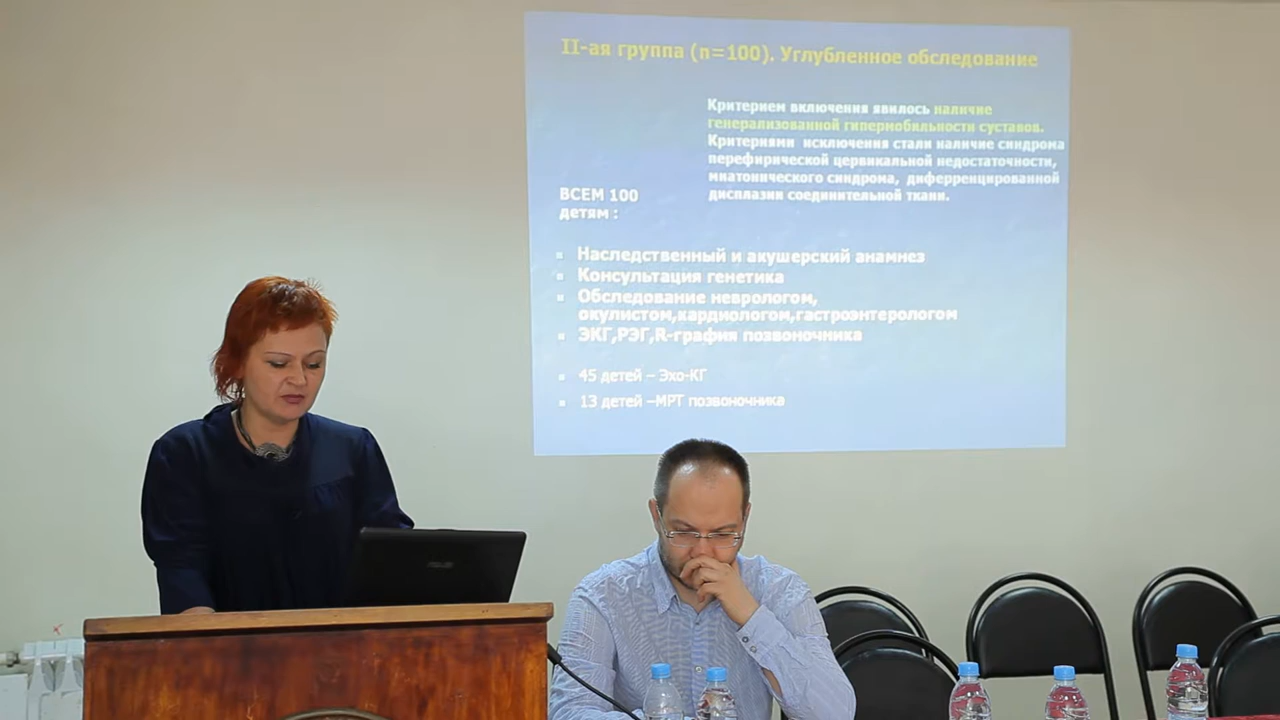 II-ая группа (n=100). Углубленное обследование
Критерием включения явилось наличие
генерализованной гипермобильности суставов.
Критериями исключения стали наличие синдрома
перефирической цервикальной недостаточности,
миатонического синдрома, диференцированной
дисплазии соединительной ткани.
ВСЕМ 100
детям :
Наследственный и акушерский анамнез
Консультация генетика
Обследование неврологом,
окулистом,кардиологом,гастроэнтерологом
ЭКГ,РЭГ,R-графия позвоночника
45 детей – Эхо-КГ
13 детей –МРТ позвоночника
ASUS